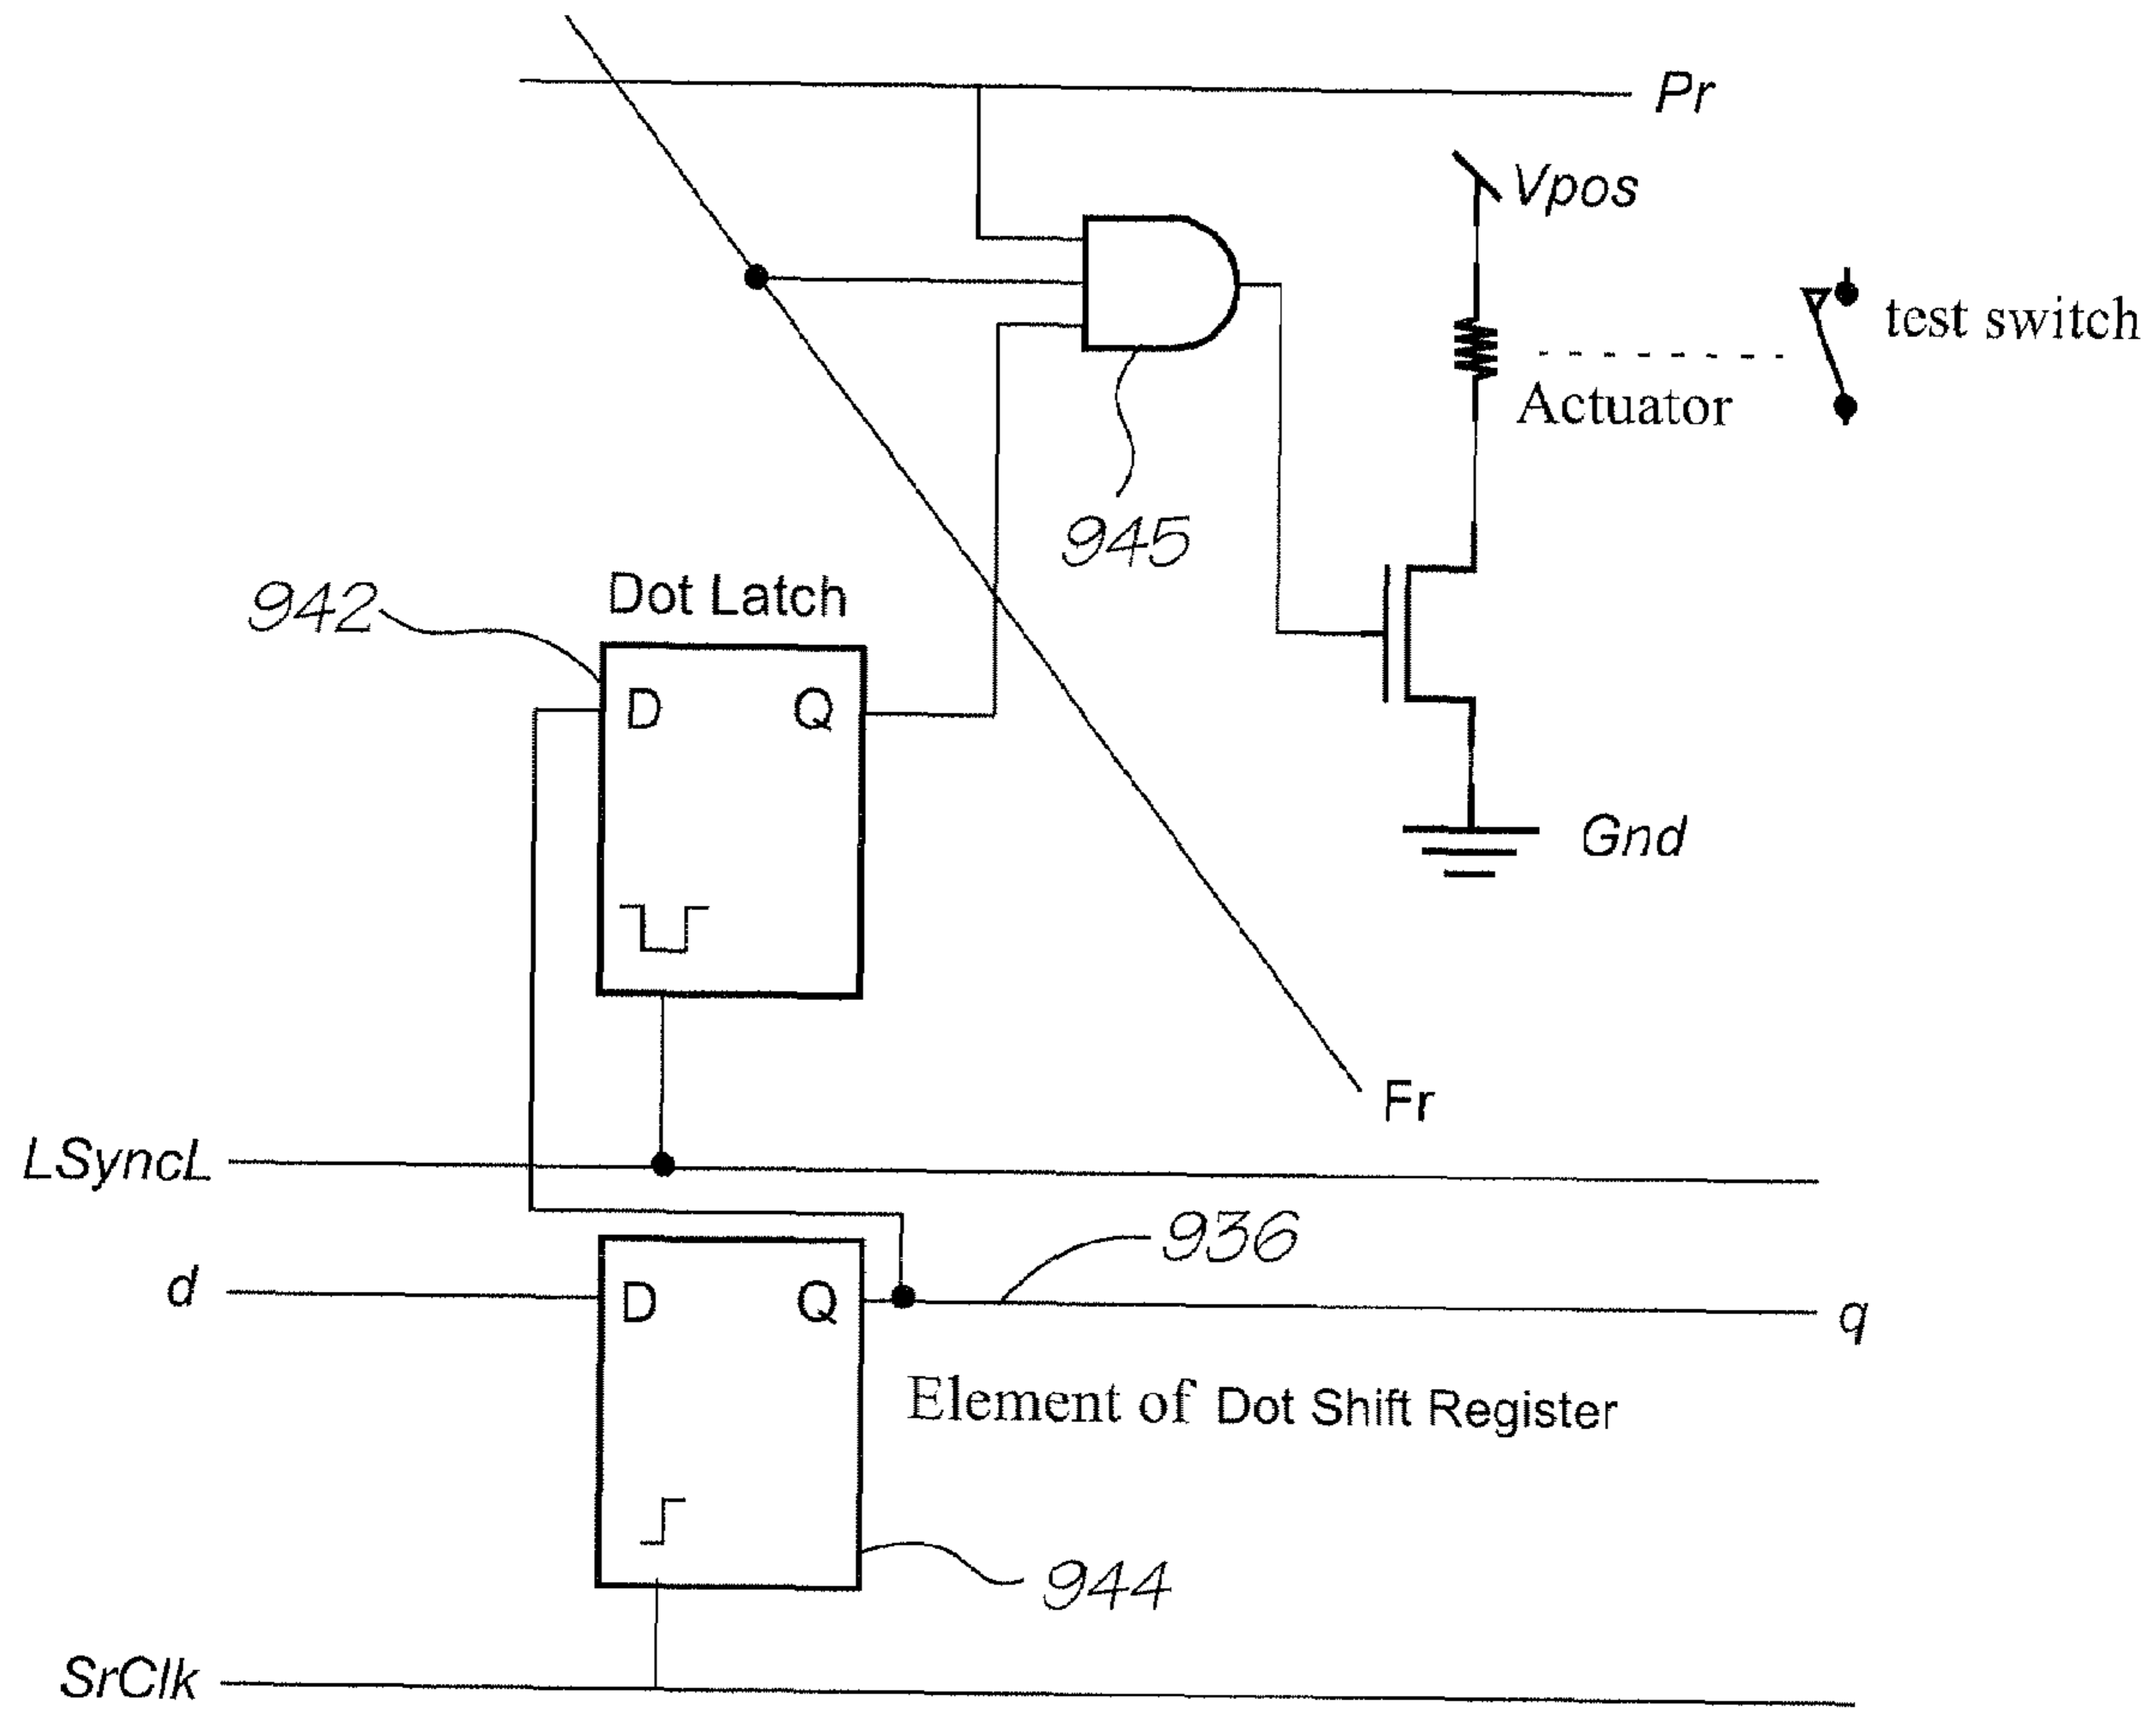 Pr
Vpos
test switch
Actuator
945
942
Dot Latch
D Q
Gnd
Fr
LSyncL
936
d
D Q
q
Element of Dot Shift Register
944
SrClk